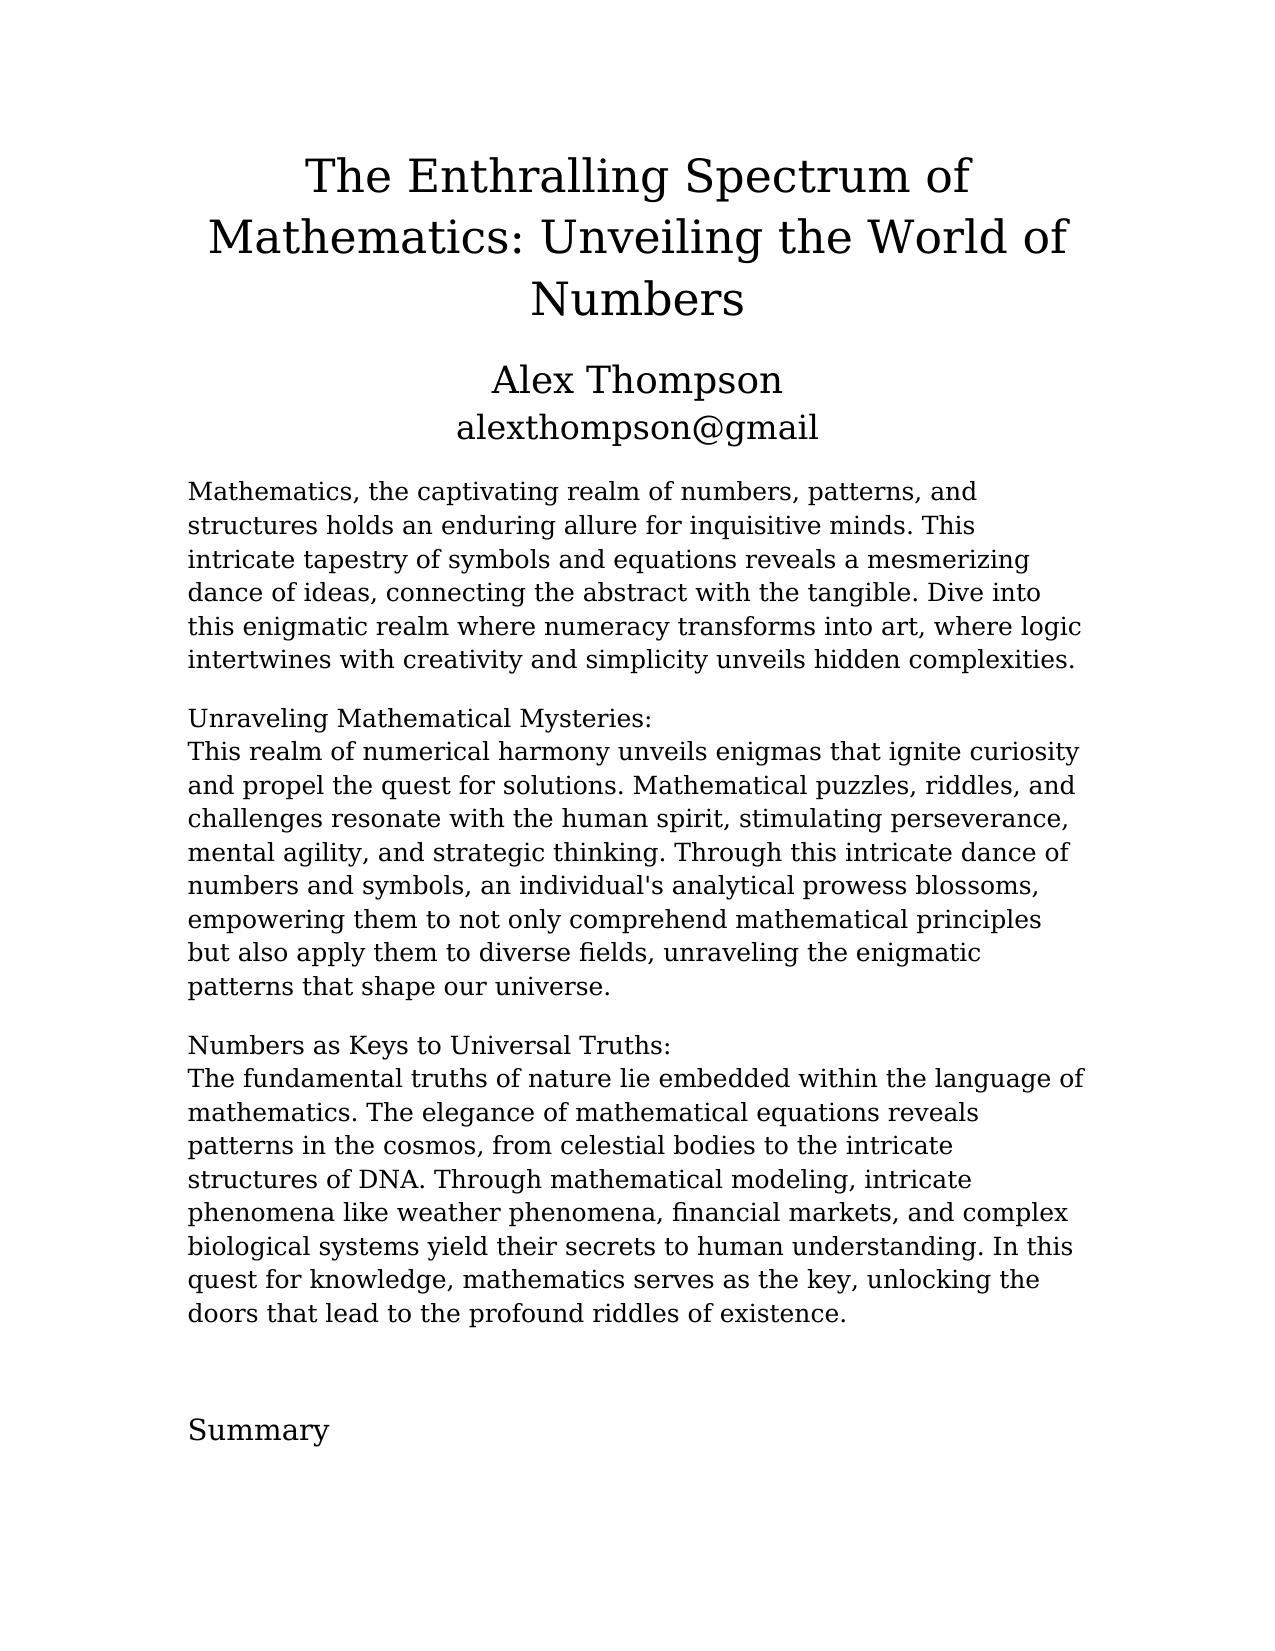 The Enthralling Spectrum of
Mathematics: Unveiling the World of
Numbers
Alex Thompson
alexthompson@gmail
Mathematics, the captivating realm of numbers, patterns, and
structures holds an enduring allure for inquisitive minds. This
intricate tapestry of symbols and equations reveals a mesmerizing
dance of ideas, connecting the abstract with the tangible. Dive into
this enigmatic realm where numeracy transforms into art, where logic
intertwines with creativity and simplicity unveils hidden complexities.
Unraveling Mathematical Mysteries:
This realm of numerical harmony unveils enigmas that ignite curiosity
and propel the quest for solutions. Mathematical puzzles, riddles, and
challenges resonate with the human spirit, stimulating perseverance,
mental agility, and strategic thinking. Through this intricate dance of
numbers and symbols, an individual's analytical prowess blossoms,
empowering them to not only comprehend mathematical principles
but also apply them to diverse fields, unraveling the enigmatic
patterns that shape our universe.
Numbers as Keys to Universal Truths:
The fundamental truths of nature lie embedded within the language of
mathematics. The elegance of mathematical equations reveals
patterns in the cosmos, from celestial bodies to the intricate
structures of DNA. Through mathematical modeling, intricate
phenomena like weather phenomena, financial markets, and complex
biological systems yield their secrets to human understanding. In this
quest for knowledge, mathematics serves as the key, unlocking the
doors that lead to the profound riddles of existence.
Summary